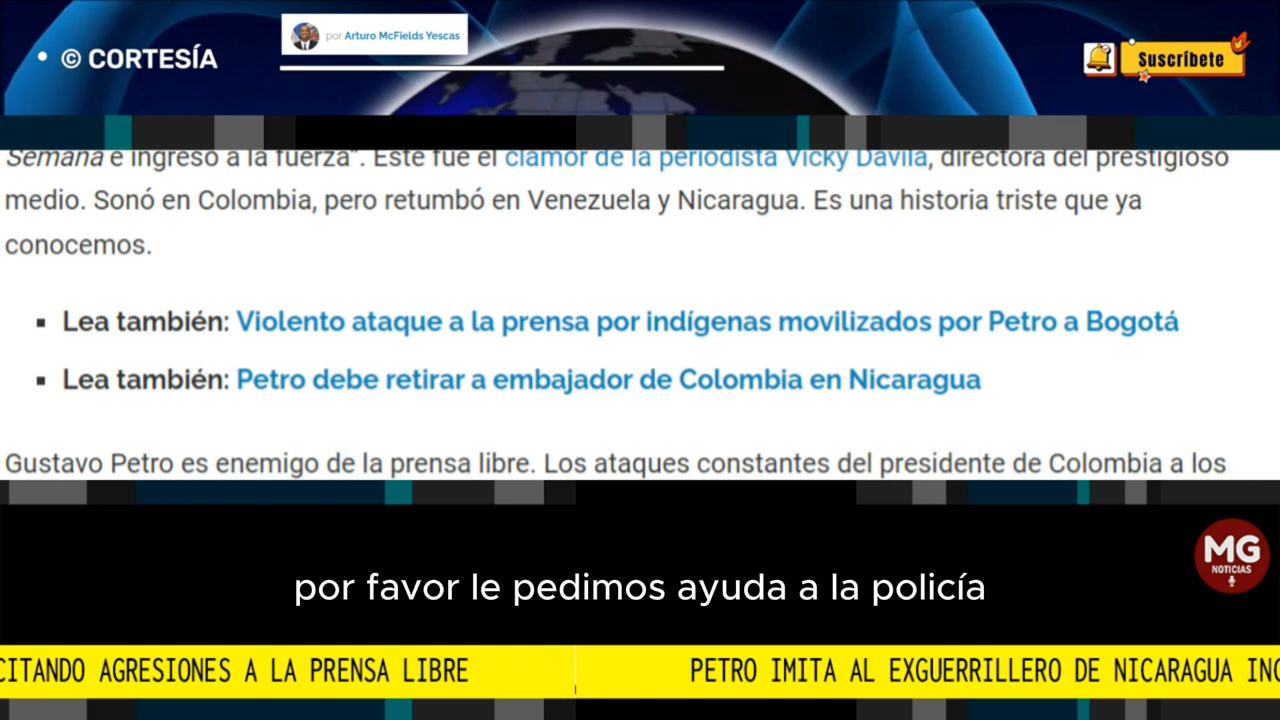 por Arturo McFields Yescas
• © CORTESÍA
Suscríbete
Semana e ingresó a la fuerza". Este fue el clamor de la periodista Vicky Dávila, directora del prestigioso
medio. Sonó en Colombia, pero retumbó en Venezuela y Nicaragua. Es una historia triste que ya
conocemos.
▪ Lea también: Violento ataque a la prensa por indígenas movilizados por Petro a Bogotá
▪ Lea también: Petro debe retirar a embajador de Colombia en Nicaragua
Gustavo Petro es enemigo de la prensa libre. Los ataques constantes del presidente de Colombia a los
MG
NOTICIAS
por favor le pedimos ayuda a la policía
CITANDO AGRESIONES A LA PRENSA LIBRE PETRO IMITA AL EXGUERRILLERO DE NICARAGUA INC